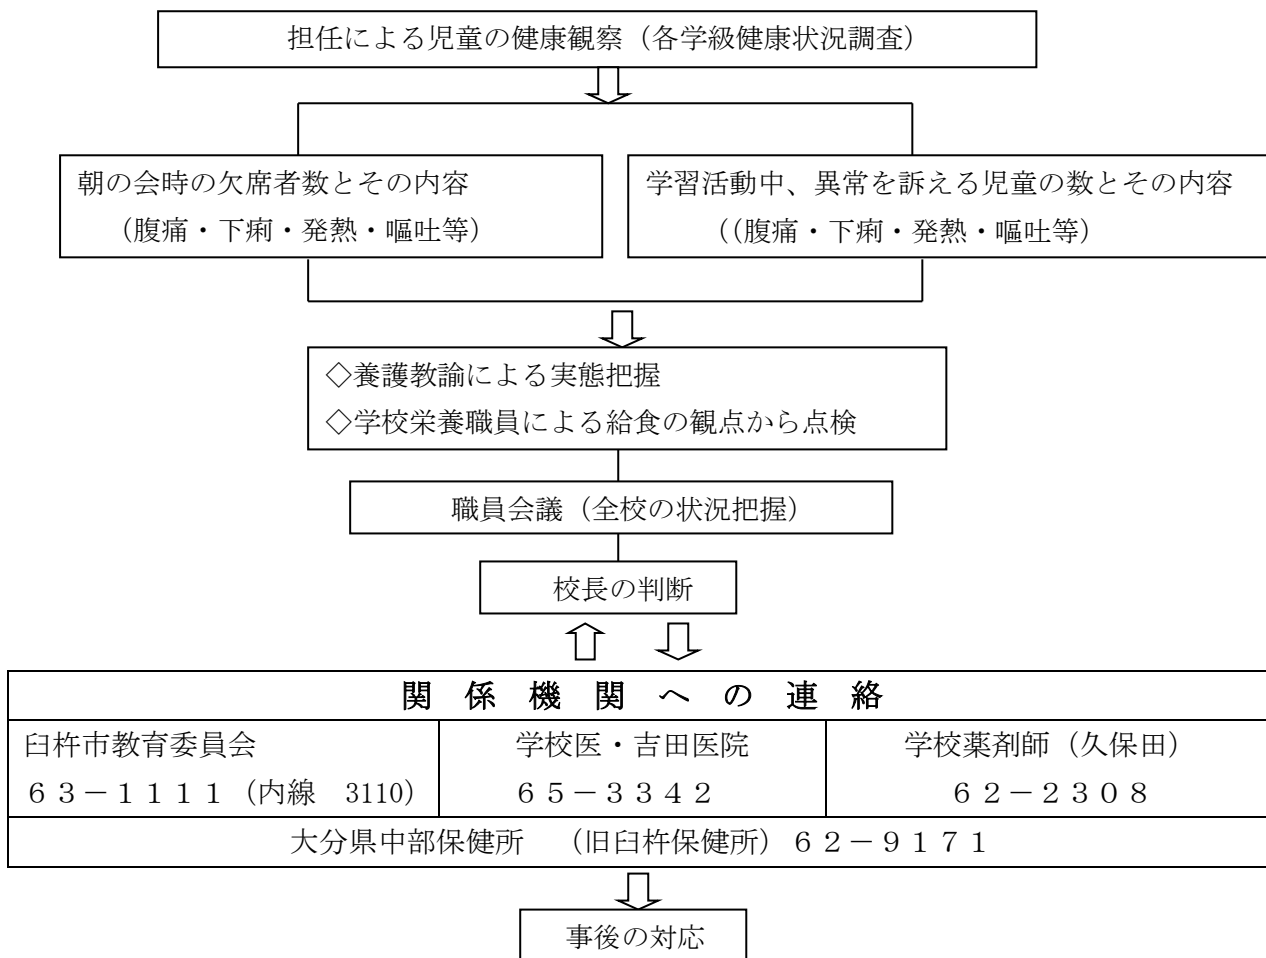 担任による児童の健康観察（各学級健康状況調査）
朝の会時の欠席者数とその内容
（腹痛・下痢・発熱・嘔吐等）
学習活動中、異常を訴える児童の数とその内容
（(腹痛・下痢・発熱・嘔吐等）
◇養護教諭による実態把握
◇学校栄養職員による給食の観点から点検
職員会議（全校の状況把握）
校長の判断
関係機関への連絡
臼杵市教育委員会
６３－１１１１（内線　3110）
学校医・吉田医院
６５－３３４２
学校薬剤師（久保田）
６２－２３０８
大分県中部保健所　（旧臼杵保健所）６２－９１７１
事後の対応